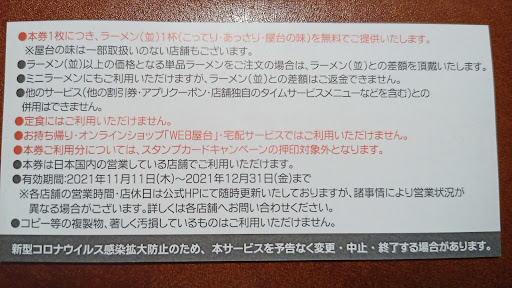 ●本券1枚につき、ラーメン(並)1杯(こってり・あっさり・屋台の味)を無料でご提供いたします。
※屋台の味は一部取扱いのない店舗もございます。
●ラーメン(並)以上の価格となる単品ラーメンをご注文の場合は、ラーメン(並)との差額を頂戴いたします。
●ミニラーメンにもご利用いただけますが、ラーメン(並)との差額はご返金できません。
●他のサービス(他の割引券・アプリクーポン・店舗独自のタイムサービスメニューなどを含む)との
併用はできません。
●定食にはご利用いただけません。
●お持ち帰り・オンラインショップ「WEB屋台」・宅配サービスではご利用いただけません。
●本券ご利用分については、スタンプカードキャンペーンの押印対象外となります。
●本券は日本国内の営業している店舗でご利用いただけます。
●有効期間:2021年11月11日(木)〜2021年12月31日(金)まで
※各店舗の営業時間・店休日は公式HPにて随時更新いたしておりますが、諸事情により営業状況が
異なる場合がございます。詳しくは各店舗へお問い合わせください。
●コピー等の複製物、著しく汚損しているものはご利用いただけません。
新型コロナウイルス感染拡大防止のため、本サービスを予告なく変更・中止・終了する場合があります。